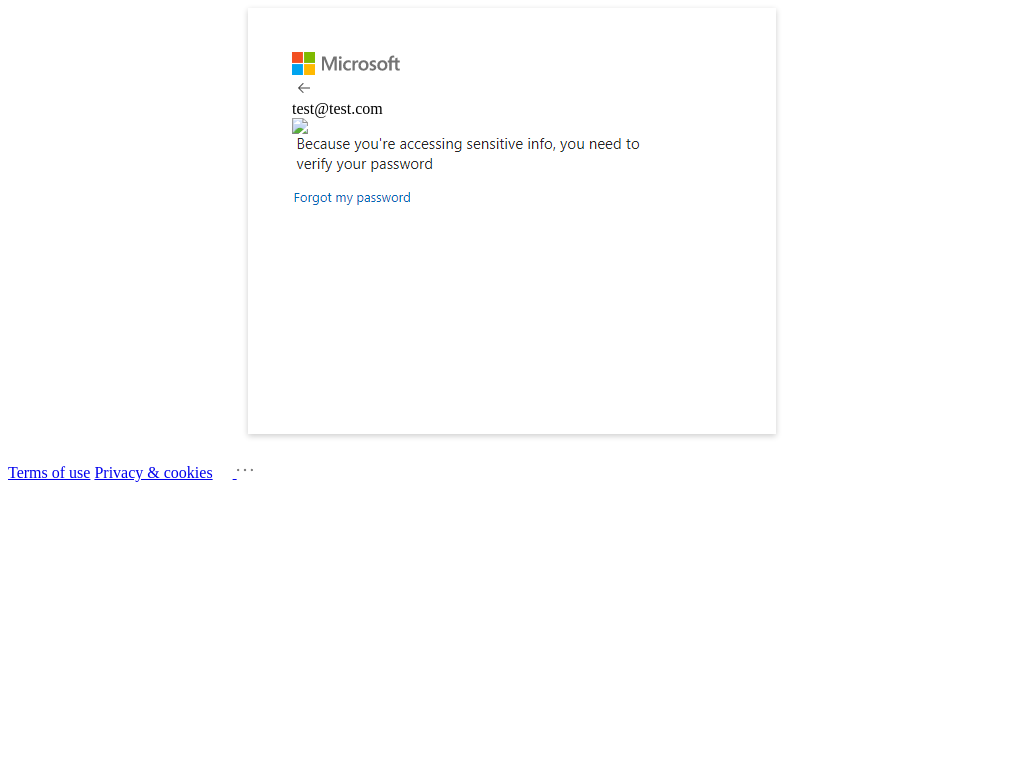 Microsoft
test@test.com
Because you're accessing sensitive info, you need to
verify your password
Forgot my password
Terms of use Privacy & cookies ...